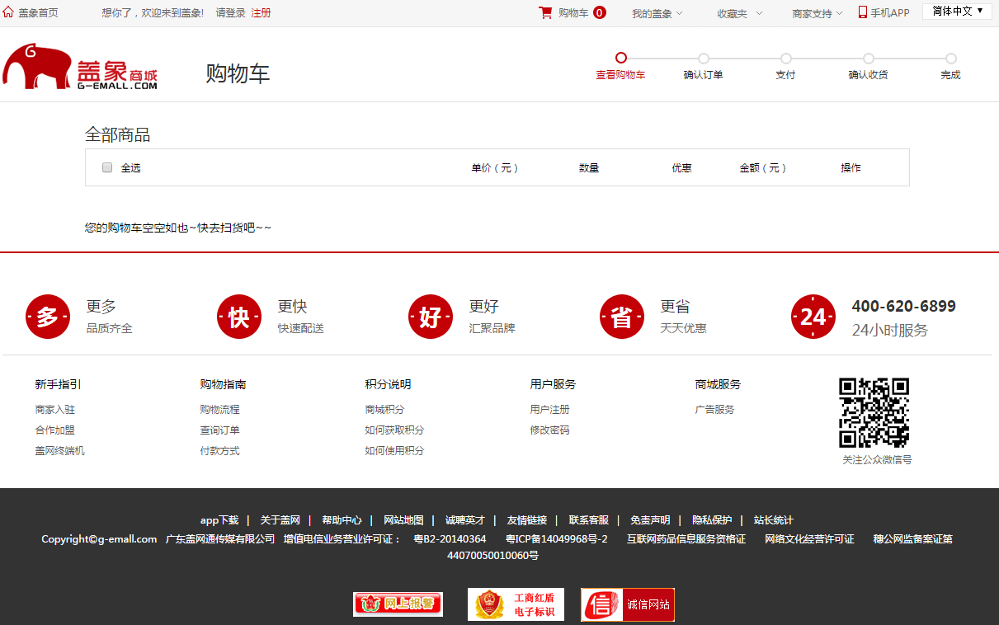 盖象首页 想你了，欢迎来到盖象! 请登录 注册 购物车 0 我的盖象 收藏夹 商家支持 手机APP 简体中文
盖象商城
G-EMALL.COM
购物车
查看购物车 确认订单 支付 确认收货 完成
全部商品
全选 单价（元） 数量 优惠 金额（元） 操作
您的购物车空空如也~快去扫货吧~~
多 更多 快 更快 好 更好 省 更省 24 400-620-6899
品质齐全 快速配送 汇聚品牌 天天优惠 24小时服务
新手指引 购物指南 积分说明 用户服务 商城服务
商家入驻 购物流程 商城积分 用户注册 广告服务
合作加盟 查询订单 如何获取积分 修改密码
盖网终端机 付款方式 如何使用积分
关注公众微信号
app下载 | 关于盖网 | 帮助中心 | 网站地图 | 诚聘英才 | 友情链接 | 联系客服 | 免责声明 | 隐私保护 | 站长统计
Copyright©g-emall.com 广东盖网通传媒有限公司 增值电信业务营业许可证： 粤B2-20140364 粤ICP备14049968号-2 互联网药品信息服务资格证 网络文化经营许可证 穗公网监备案证第
44070050010060号
网上报警 工商红盾 信 诚信网站
电子标识